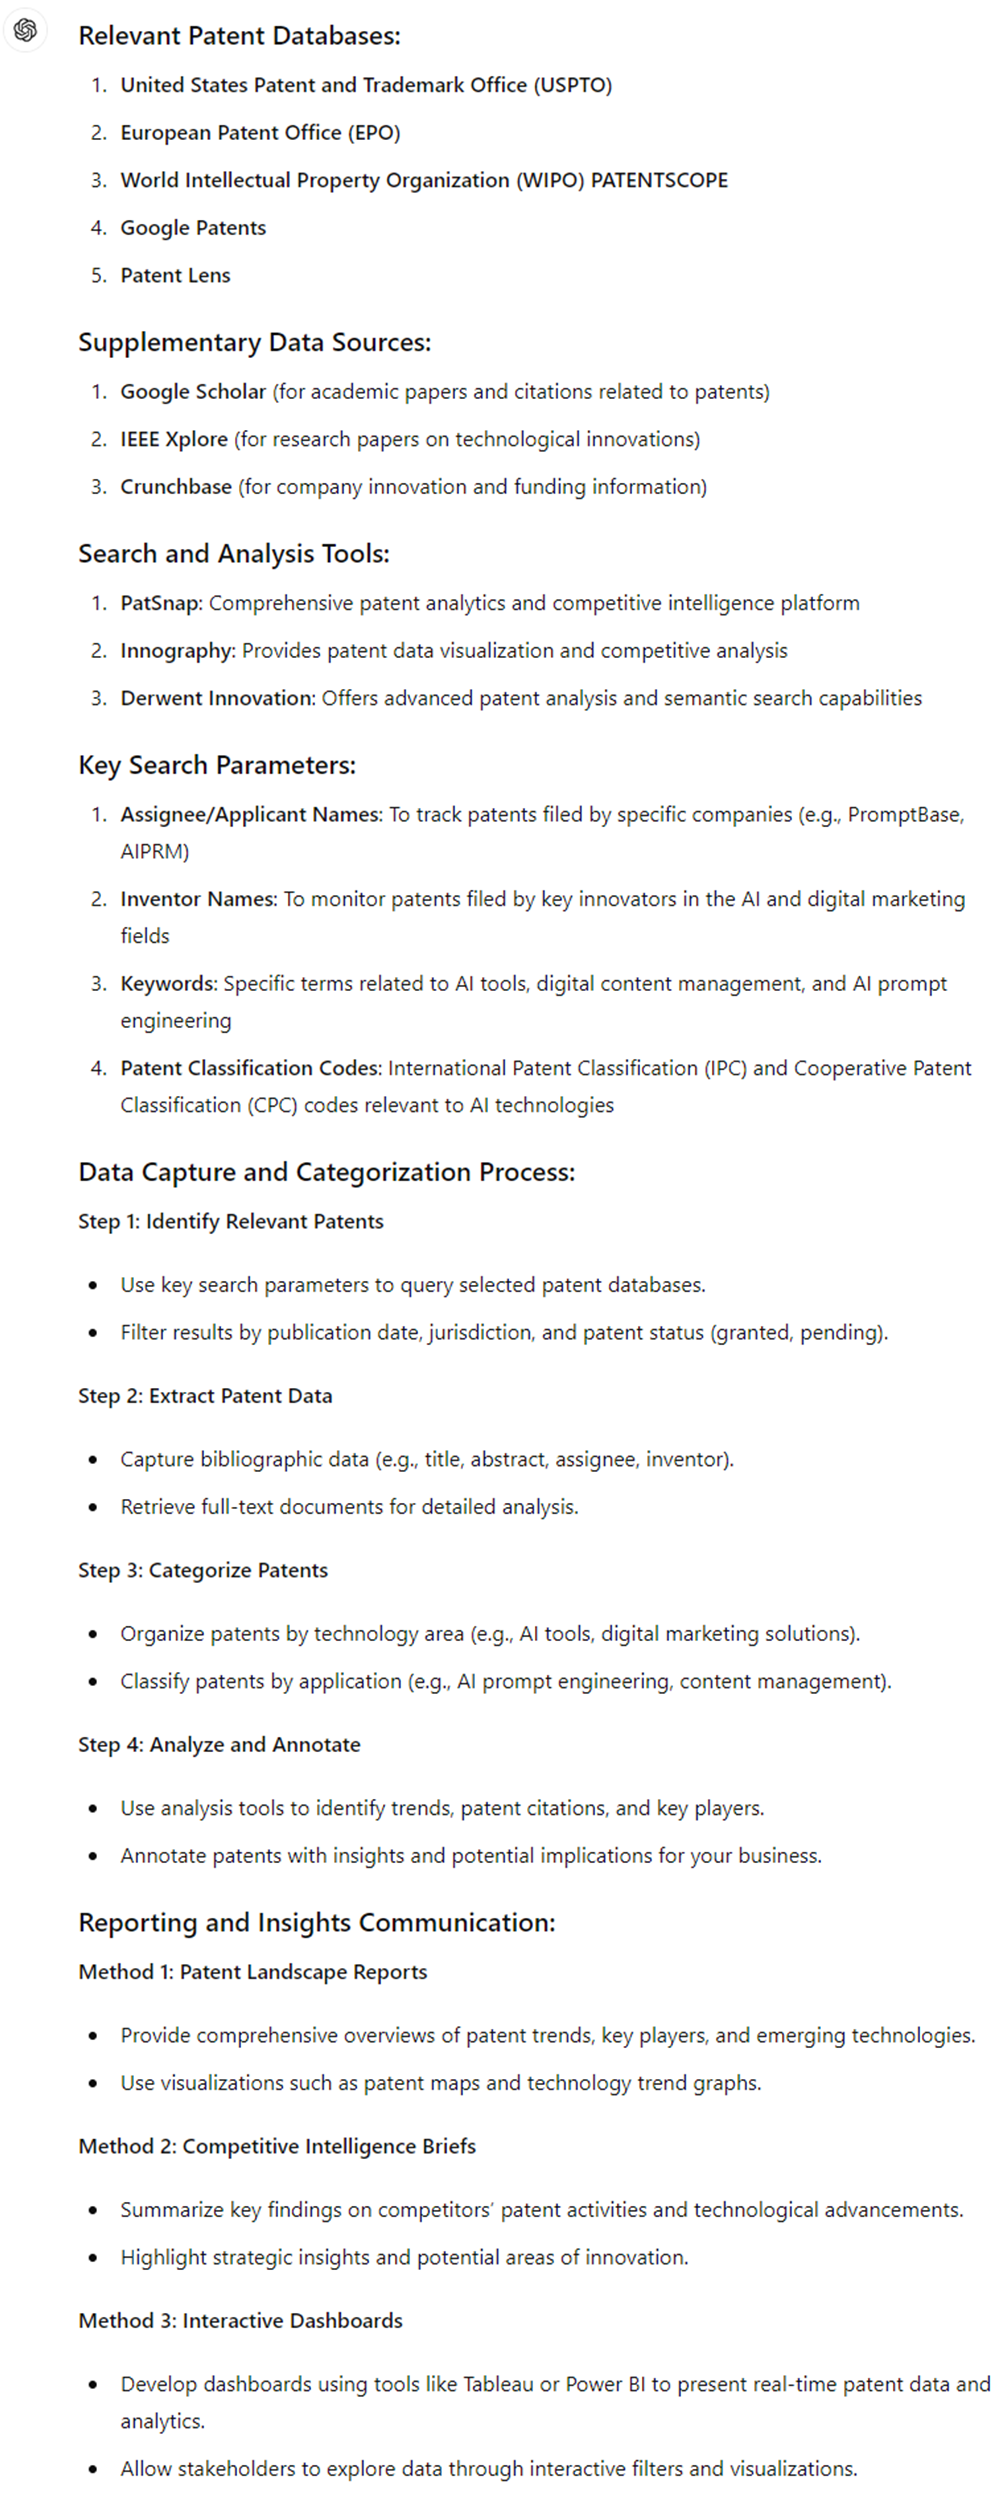 Relevant Patent Databases:
1. United States Patent and Trademark Office (USPTO)
2. European Patent Office (EPO)
3. World Intellectual Property Organization (WIPO) PATENTSCOPE
4. Google Patents
5. Patent Lens
Supplementary Data Sources:
1. Google Scholar (for academic papers and citations related to patents)
2. IEEE Xplore (for research papers on technological innovations)
3. Crunchbase (for company innovation and funding information)
Search and Analysis Tools:
1. PatSnap: Comprehensive patent analytics and competitive intelligence platform
2. Innography: Provides patent data visualization and competitive analysis
3. Derwent Innovation: Offers advanced patent analysis and semantic search capabilities
Key Search Parameters:
1. Assignee/Applicant Names: To track patents filed by specific companies (e.g., PromptBase,
AIPRM)
2. Inventor Names: To monitor patents filed by key innovators in the AI and digital marketing
fields
3. Keywords: Specific terms related to AI tools, digital content management, and AI prompt
engineering
4. Patent Classification Codes: International Patent Classification (IPC) and Cooperative Patent
Classification (CPC) codes relevant to AI technologies
Data Capture and Categorization Process:
Step 1: Identify Relevant Patents
• Use key search parameters to query selected patent databases.
• Filter results by publication date, jurisdiction, and patent status (granted, pending).
Step 2: Extract Patent Data
• Capture bibliographic data (e.g., title, abstract, assignee, inventor).
• Retrieve full-text documents for detailed analysis.
Step 3: Categorize Patents
• Organize patents by technology area (e.g., AI tools, digital marketing solutions).
• Classify patents by application (e.g., AI prompt engineering, content management).
Step 4: Analyze and Annotate
• Use analysis tools to identify trends, patent citations, and key players.
• Annotate patents with insights and potential implications for your business.
Reporting and Insights Communication:
Method 1: Patent Landscape Reports
• Provide comprehensive overviews of patent trends, key players, and emerging technologies.
• Use visualizations such as patent maps and technology trend graphs.
Method 2: Competitive Intelligence Briefs
• Summarize key findings on competitors' patent activities and technological advancements.
• Highlight strategic insights and potential areas of innovation.
Method 3: Interactive Dashboards
• Develop dashboards using tools like Tableau or Power BI to present real-time patent data and
analytics.
• Allow stakeholders to explore data through interactive filters and visualizations.